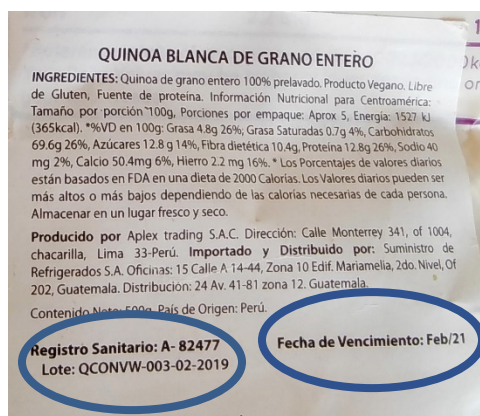 QUINOA BLANCA DE GRANO ENTERO
INGREDIENTES: Quinoa de grano entero 100% prelavado. Producto Vegano. Libre
de Gluten, Fuente de proteína. Información Nutricional para Centroamérica:
Tamaño por porción 100g, Porciones por empaque: Aprox 5, Energía: 1527 kJ
(365kcal). *%VD en 100g: Grasa 4.8g 26%, Grasa Saturadas 0.7g 4%, Carbohidratos
69.6g 26%, Azúcares 12.8 g 14%, Fibra dietética 10.4g, Proteína 12.8g 26%, Sodio 40
mg 2%, Calcio 50.4mg 6%, Hierro 2.2 mg 16%. * Los Porcentajes de valores diarios
están basados en FDA en una dieta de 2000 Calorías. Los Valores diarios pueden ser
más altos o más bajos dependiendo de las calorías necesarias de cada persona.
Almacenar en un lugar fresco y seco.
Producido por Aplex trading S.A.C. Dirección: Calle Monterrey 341, of 1004,
chacarilla, Lima 33-Perú. Importado y Distribuido por: Suministro de
Refrigerados S.A. Oficinas: 15 Calle A 14-44, Zona 10 Edif. Mariamelia, 2do. Nivel, Of
202, Guatemala. Distribución: 24 Av. 41-81 zona 12. Guatemala.
Contenido Neto: 500g. País de Origen: Perú.
Registro Sanitario: A- 82477
Lote: QCONVW-003-02-2019
Fecha de Vencimiento: Feb/21